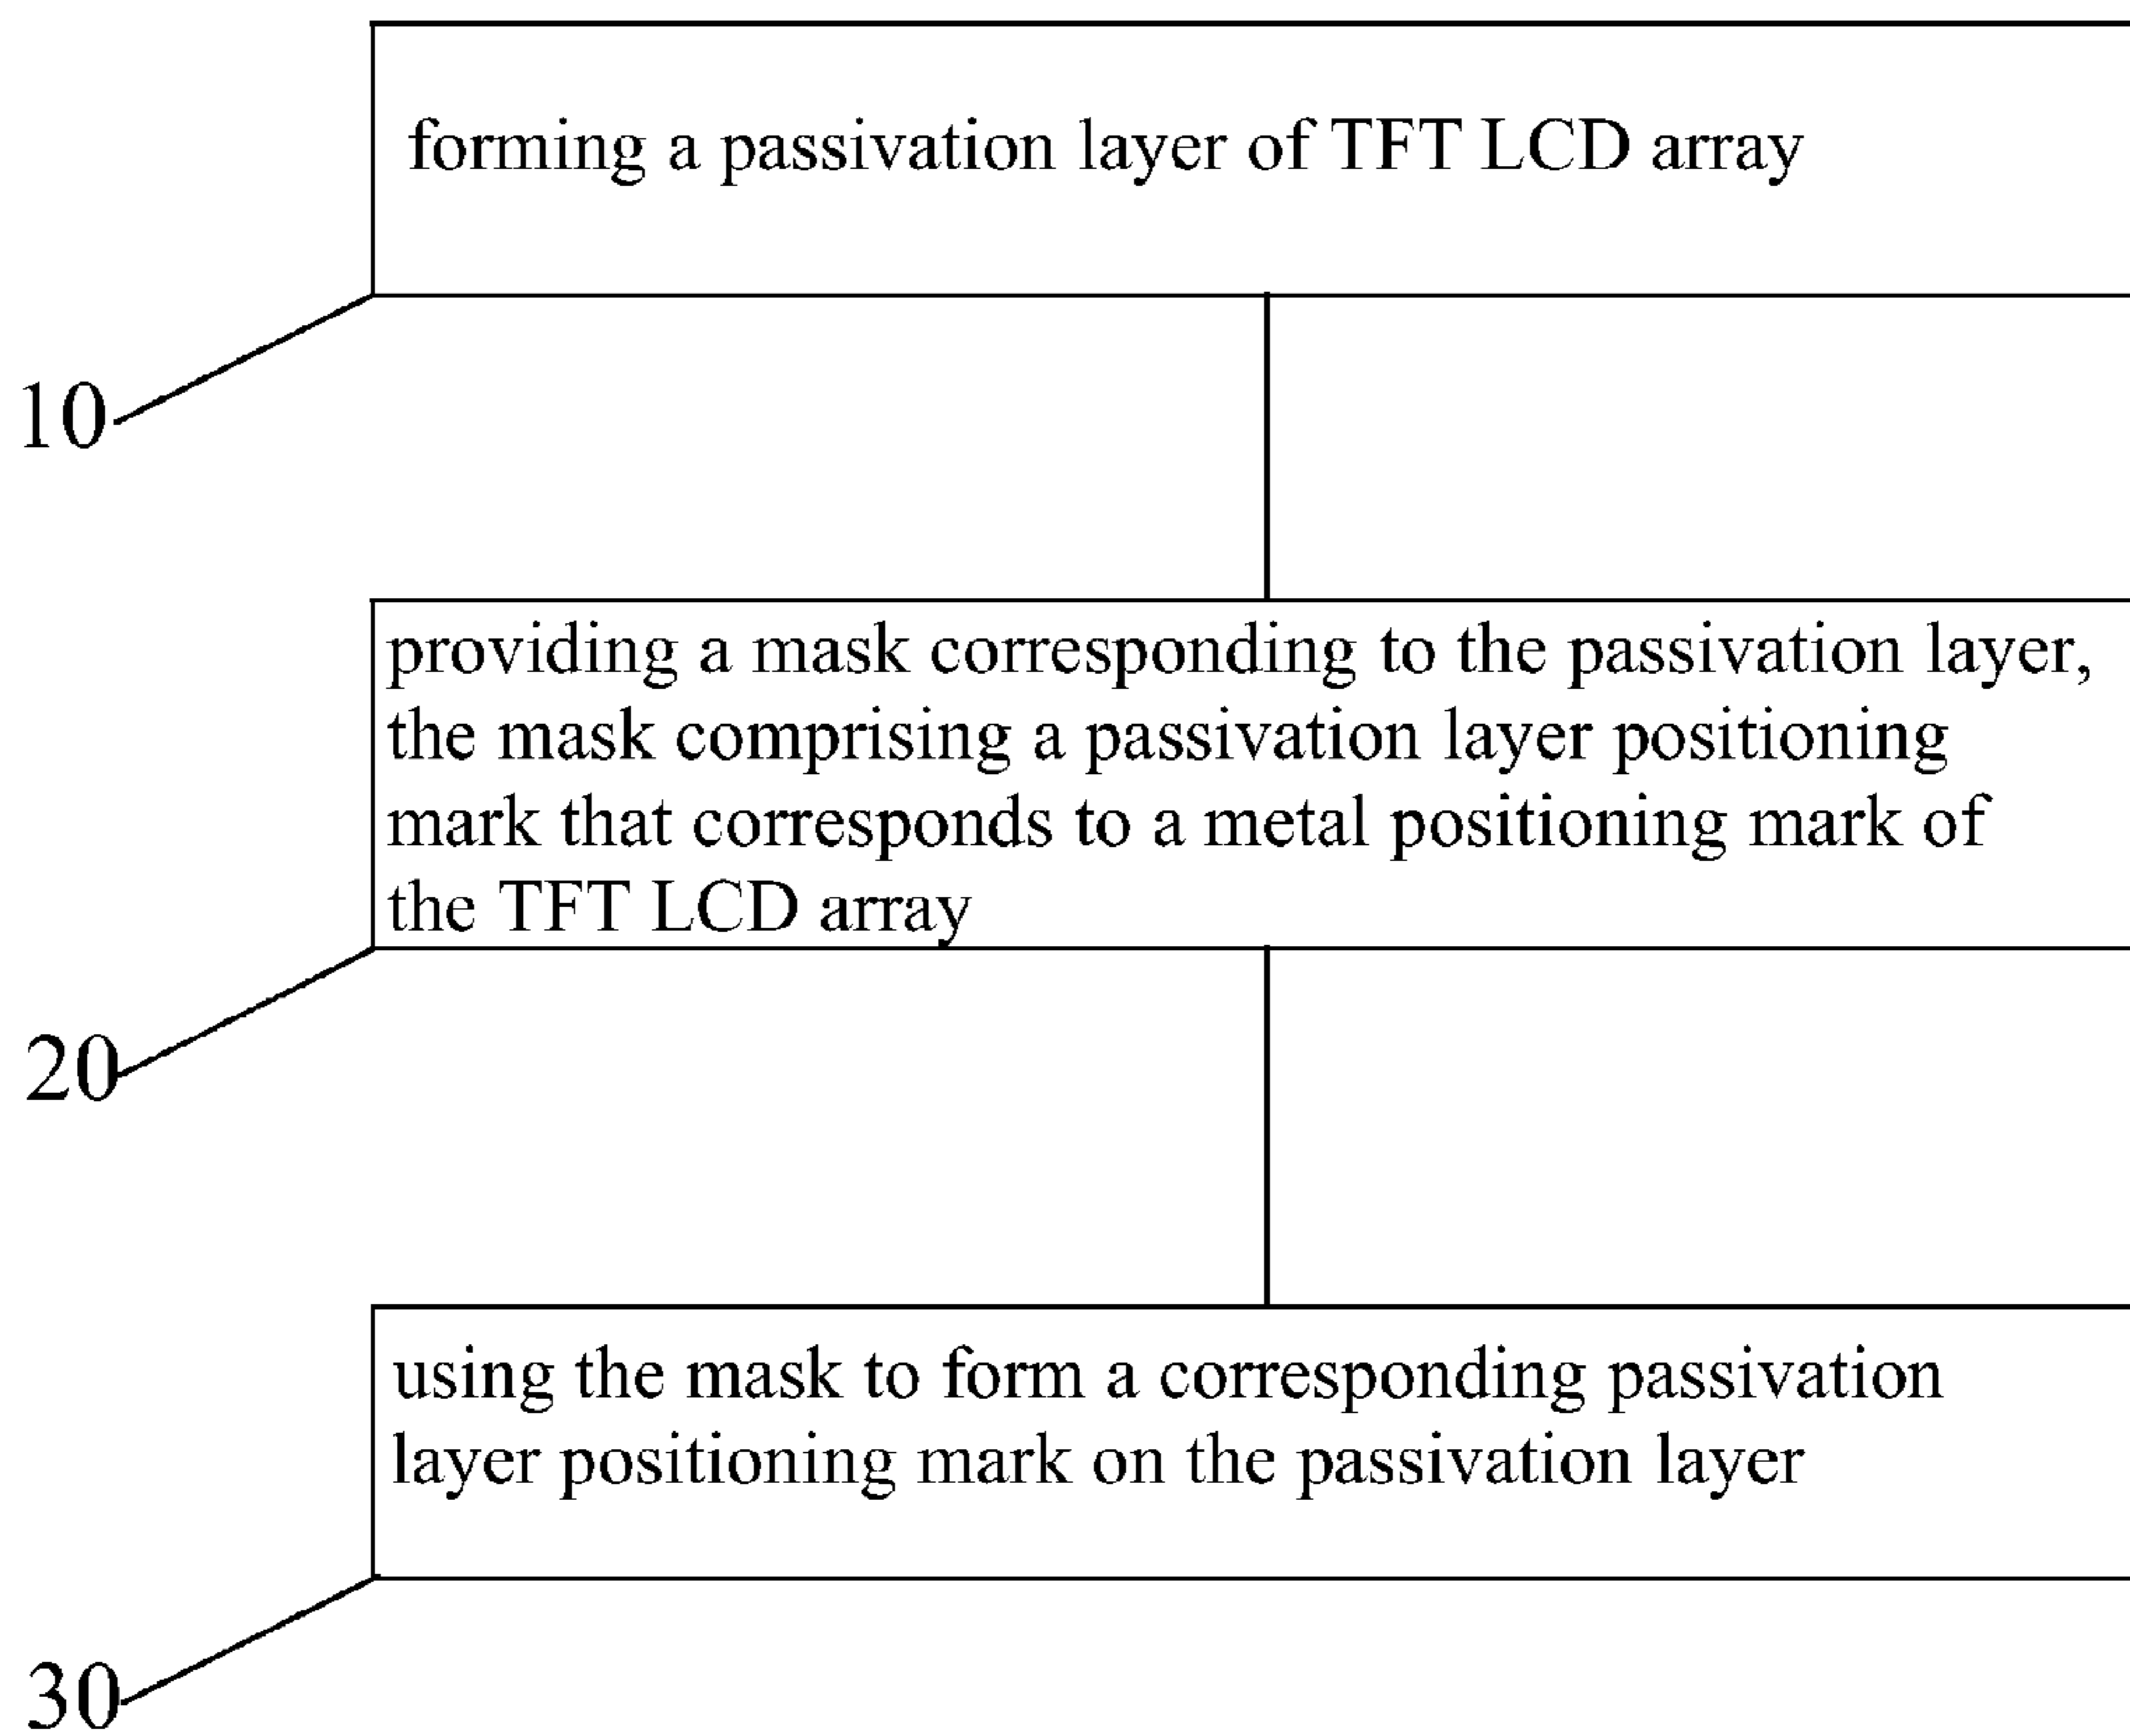 forming a passivation layer of TFT LCD array
10
providing a mask corresponding to the passivation layer,
the mask comprising a passivation layer positioning
mark that corresponds to a metal positioning mark of
the TFT LCD array
20
using the mask to form a corresponding passivation
layer positioning mark on the passivation layer
30